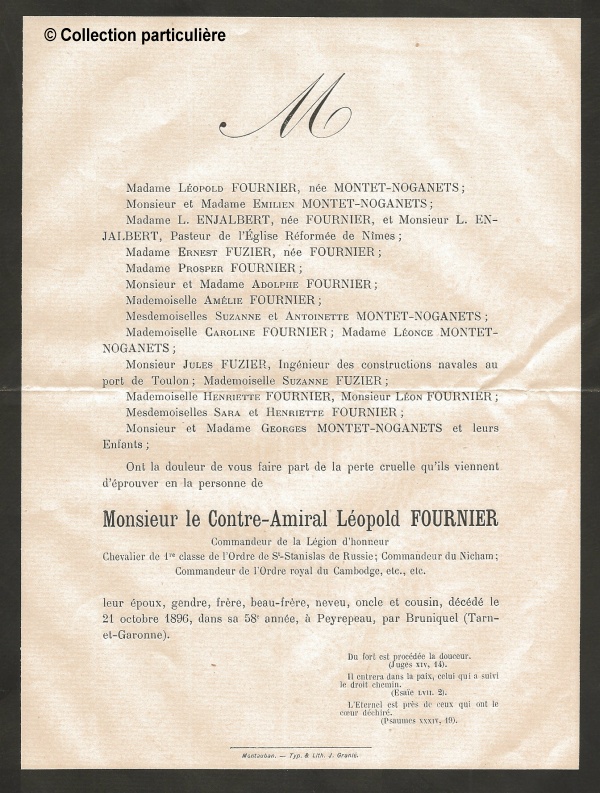 © Collection particulière
M
Madame LÉOPOLD FOURNIER, née MONTET-NOGANETS ;
Monsieur et Madame EMILIEN MONTET-NOGANETS ;
Madame L. ENJALBERT, née FOURNIER, et Monsieur L. EN-
JALBERT, Pasteur de l'Église Réformée de Nîmes ;
Madame ERNEST FUZIER, née FOURNIER ;
Madame PROSPER FOURNIER ;
Monsieur et Madame ADOLPHE FOURNIER ;
Mademoiselle AMÉLIE FOURNIER ;
Mesdemoiselles SUZANNE et ANTOINETTE MONTET-NOGANETS ;
Mademoiselle CAROLINE FOURNIER ; Madame LÉONCE MONTET-
NOGANETS ;
Monsieur JULES FUZIER, Ingénieur des constructions navales au
port de Toulon ; Mademoiselle SUZANNE FUZIER ;
Mademoiselle HENRIETTE FOURNIER, Monsieur LÉON FOURNIER ;
Mesdemoiselles SARA et HENRIETTE FOURNIER ;
Monsieur et Madame GEORGES MONTET-NOGANETS et leurs
Enfants ;
Ont la douleur de vous faire part de la perte cruelle qu'ils viennent
d'éprouver en la personne de
Monsieur le Contre-Amiral Léopold FOURNIER
Commandeur de la Légion d'honneur
Chevalier de 1re classe de l'Ordre de St-Stanislas de Russie ; Commandeur du Nicham ;
Commandeur de l'Ordre royal du Cambodge, etc., etc.
leur époux, gendre, frère, beau-frère, neveu, oncle et cousin, décédé le
21 octobre 1896, dans sa 58e année, à Peyrepeau, par Bruniquel (Tarn-
et-Garonne).
Du fort est procédée la douceur.
(Juges XIV, 14).
Il entrera dans la paix, celui qui a suivi
le droit chemin.
(Esaïe LVII. 2).
L'Eternel est près de ceux qui ont le
cœur déchiré.
(Psaumes XXXIV, 19).
Montauban. — Typ. & Lith. J. Granié.